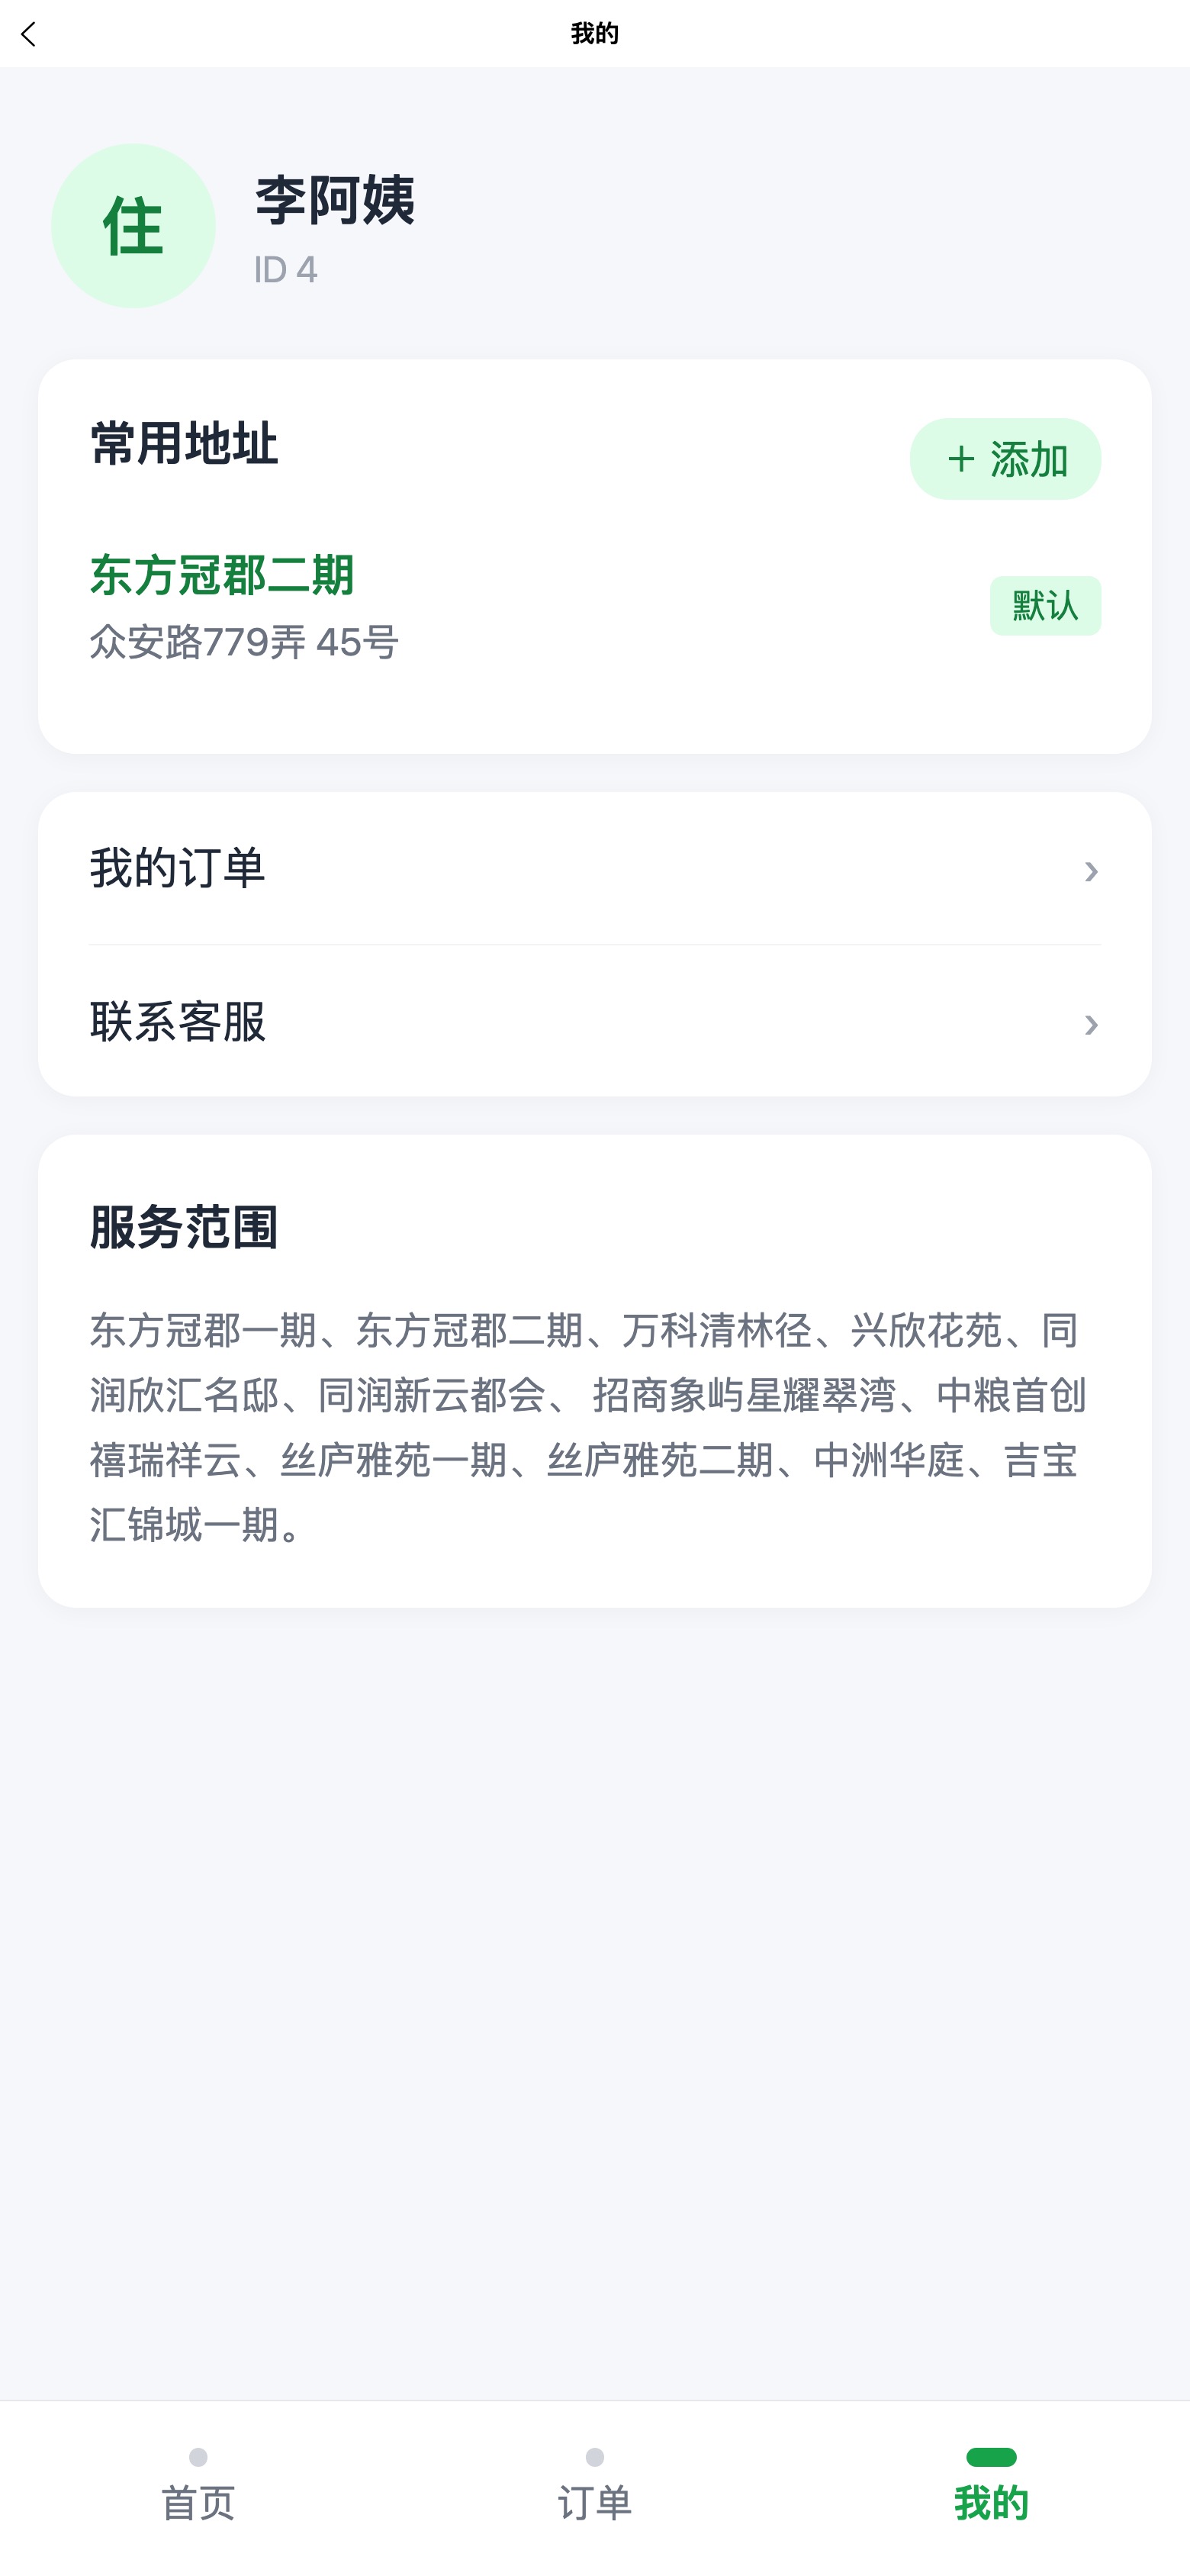 我的
住
李阿姨
ID 4
常用地址
+ 添加
东方冠郡二期
众安路779弄 45号
默认
我的订单
联系客服
服务范围
东方冠郡一期、东方冠郡二期、万科清林径、兴欣花苑、同
润欣汇名邸、同润新云都会、 招商象屿星耀翠湾、中粮首创
禧瑞祥云、丝庐雅苑一期、丝庐雅苑二期、中洲华庭、吉宝
汇锦城一期。
首页
订单
我的